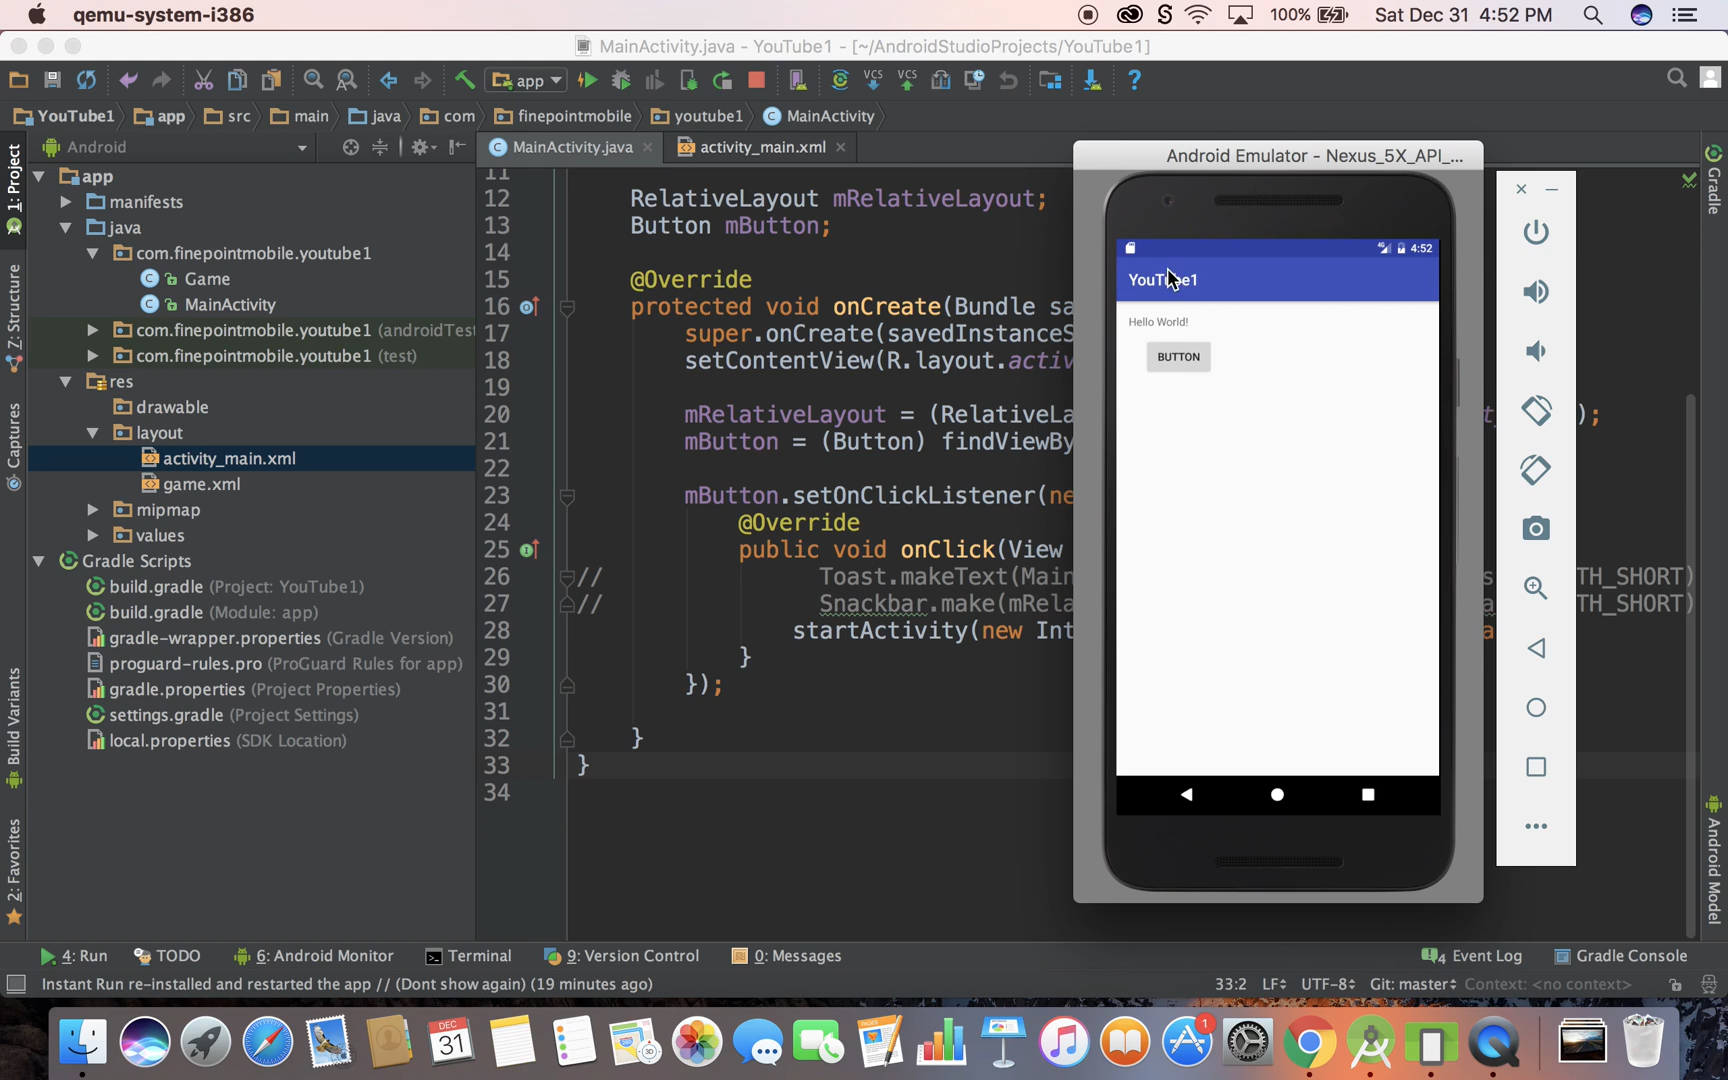 qemu-system-i386
100%
Sat Dec 31 4:52 PM
MainActivity.java - YouTube1 - [~/AndroidStudioProjects/YouTube1]
app
VCS
VCS
?
YouTube1
app
src
main
java
com
finepointmobile
youtube1
MainActivity
1: Project
Z: Structure
Captures
Build Variants
2: Favorites
Android
app
manifests
java
com.finepointmobile.youtube1
Game
MainActivity
com.finepointmobile.youtube1 (androidTest
com.finepointmobile.youtube1 (test)
res
drawable
layout
activity_main.xml
game.xml
mipmap
values
Gradle Scripts
build.gradle (Project: YouTube1)
build.gradle (Module: app)
gradle-wrapper.properties (Gradle Version)
proguard-rules.pro (ProGuard Rules for app)
gradle.properties (Project Properties)
settings.gradle (Project Settings)
local.properties (SDK Location)
MainActivity.java
activity_main.xml
11
12 RelativeLayout mRelativeLayout;
13 Button mButton;
14
15 @Override
16 protected void onCreate(Bundle sa
17 super.onCreate(savedInstanceS
18 setContentView(R.layout.activ
19
20 mRelativeLayout = (RelativeLa t );
21 mButton = (Button) findViewBy
22
23 mButton.setOnClickListener(ne
24 @Override
25 public void onClick(View
26 // Toast.makeText(Main s TH_SHORT)
27 // Snackbar.make(mRela a TH_SHORT)
28 startActivity(new Int a
29 }
30 });
31
32 }
33 }
34
Android Emulator - Nexus_5X_API_...
4G
4:52
YouTube1
Hello World!
BUTTON
Gradle
Android Model
4: Run
TODO
6: Android Monitor
Terminal
9: Version Control
0: Messages
4 Event Log
Gradle Console
Instant Run re-installed and restarted the app // (Dont show again) (19 minutes ago)
33:2
LF
UTF-8
Git: master
Context: <no context>
DEC
31
3D
PAGES
1